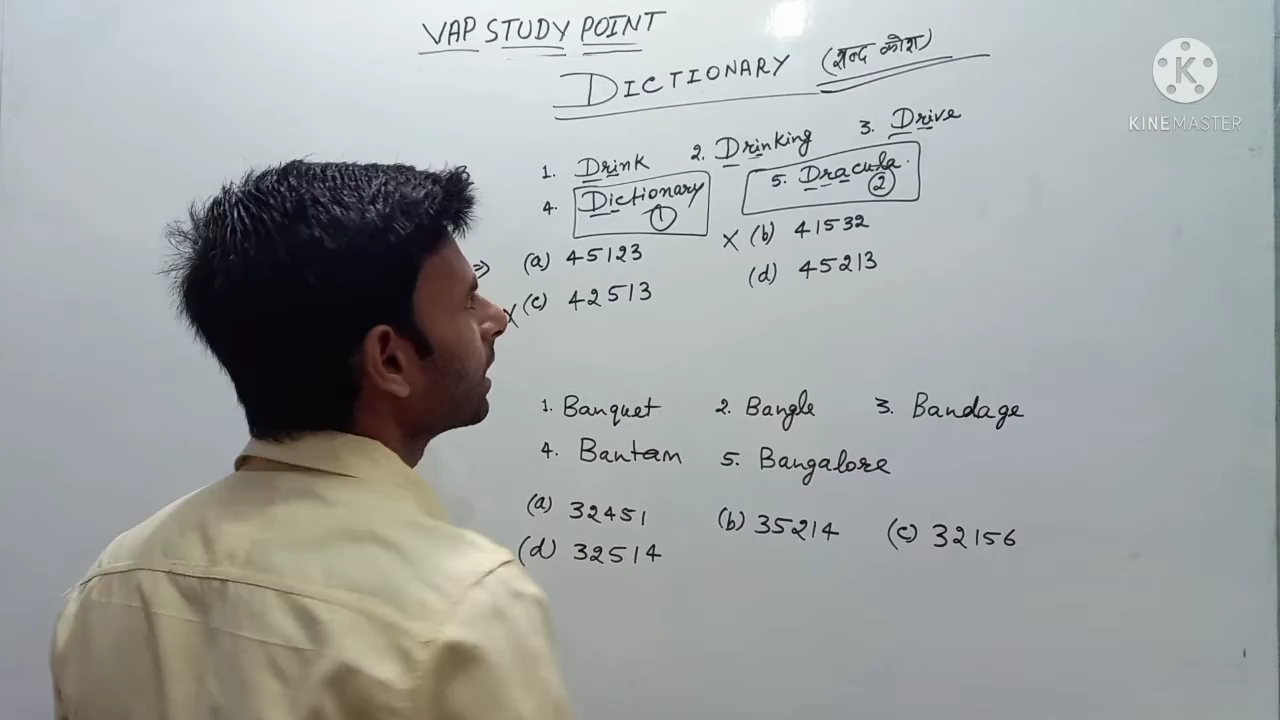 VAP STUDY POINT
DICTIONARY (शब्द कोश)
1. Drink 2. Drinking 3. Drive
4. Dictionary 1 5. Dracula. 2
⇒ (a) 45123 X (b) 41532
X (c) 42513 (d) 45213
1. Banquet 2. Bangle 3. Bandage
4. Bantam 5. Bangalore
(a) 32451 (b) 35214 (c) 32156
(d) 32514
KINEMASTER